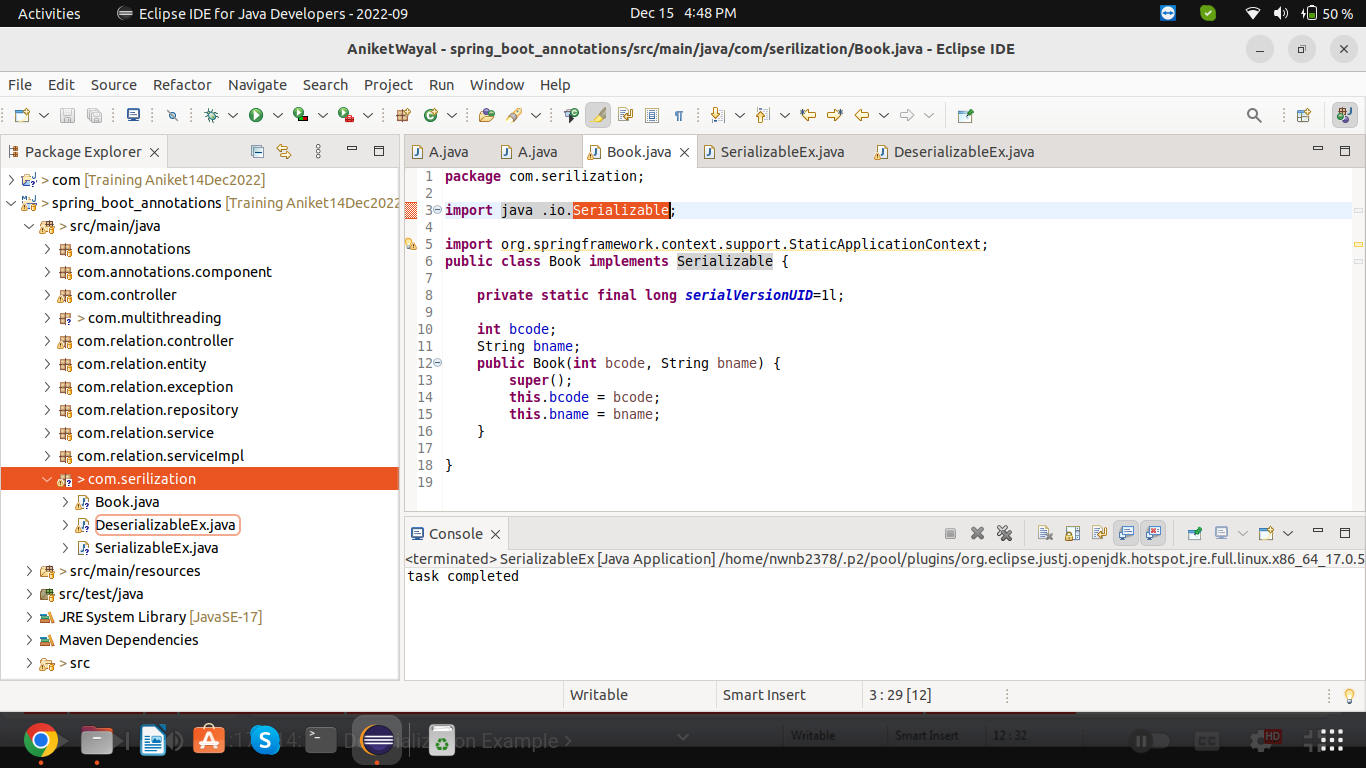 Activities Eclipse IDE for Java Developers - 2022-09 Dec 15 4:48 PM 50 %
AniketWayal - spring_boot_annotations/src/main/java/com/serilization/Book.java - Eclipse IDE
File Edit Source Refactor Navigate Search Project Run Window Help
Package Explorer
> com [Training Aniket14Dec2022]
> spring_boot_annotations [Training Aniket14Dec2022
> src/main/java
com.annotations
com.annotations.component
com.controller
> com.multithreading
com.relation.controller
com.relation.entity
com.relation.exception
com.relation.repository
com.relation.service
com.relation.serviceImpl
> com.serilization
Book.java
DeserializableEx.java
SerializableEx.java
> src/main/resources
src/test/java
JRE System Library [JavaSE-17]
Maven Dependencies
> src
A.java A.java Book.java SerializableEx.java DeserializableEx.java
1 package com.serilization;
2
3 import java .io.Serializable;
4
5 import org.springframework.context.support.StaticApplicationContext;
6 public class Book implements Serializable {
7
8 private static final long serialVersionUID=1l;
9
10 int bcode;
11 String bname;
12 public Book(int bcode, String bname) {
13 super();
14 this.bcode = bcode;
15 this.bname = bname;
16 }
17
18 }
19
Console
<terminated> SerializableEx [Java Application] /home/nwnb2378/.p2/pool/plugins/org.eclipse.justj.openjdk.hotspot.jre.full.linux.x86_64_17.0.5
task completed
Writable Smart Insert 3 : 29 [12]
Writable Smart Insert 12 : 32
Example >
CC HD